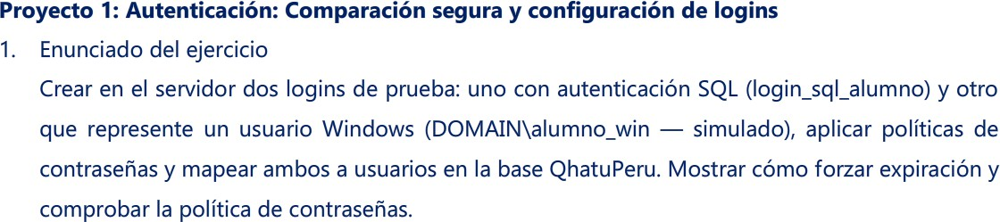 Proyecto 1: Autenticación: Comparación segura y configuración de logins
1. Enunciado del ejercicio
Crear en el servidor dos logins de prueba: uno con autenticación SQL (login_sql_alumno) y otro
que represente un usuario Windows (DOMAIN\alumno_win — simulado), aplicar políticas de
contraseñas y mapear ambos a usuarios en la base QhatuPeru. Mostrar cómo forzar expiración y
comprobar la política de contraseñas.